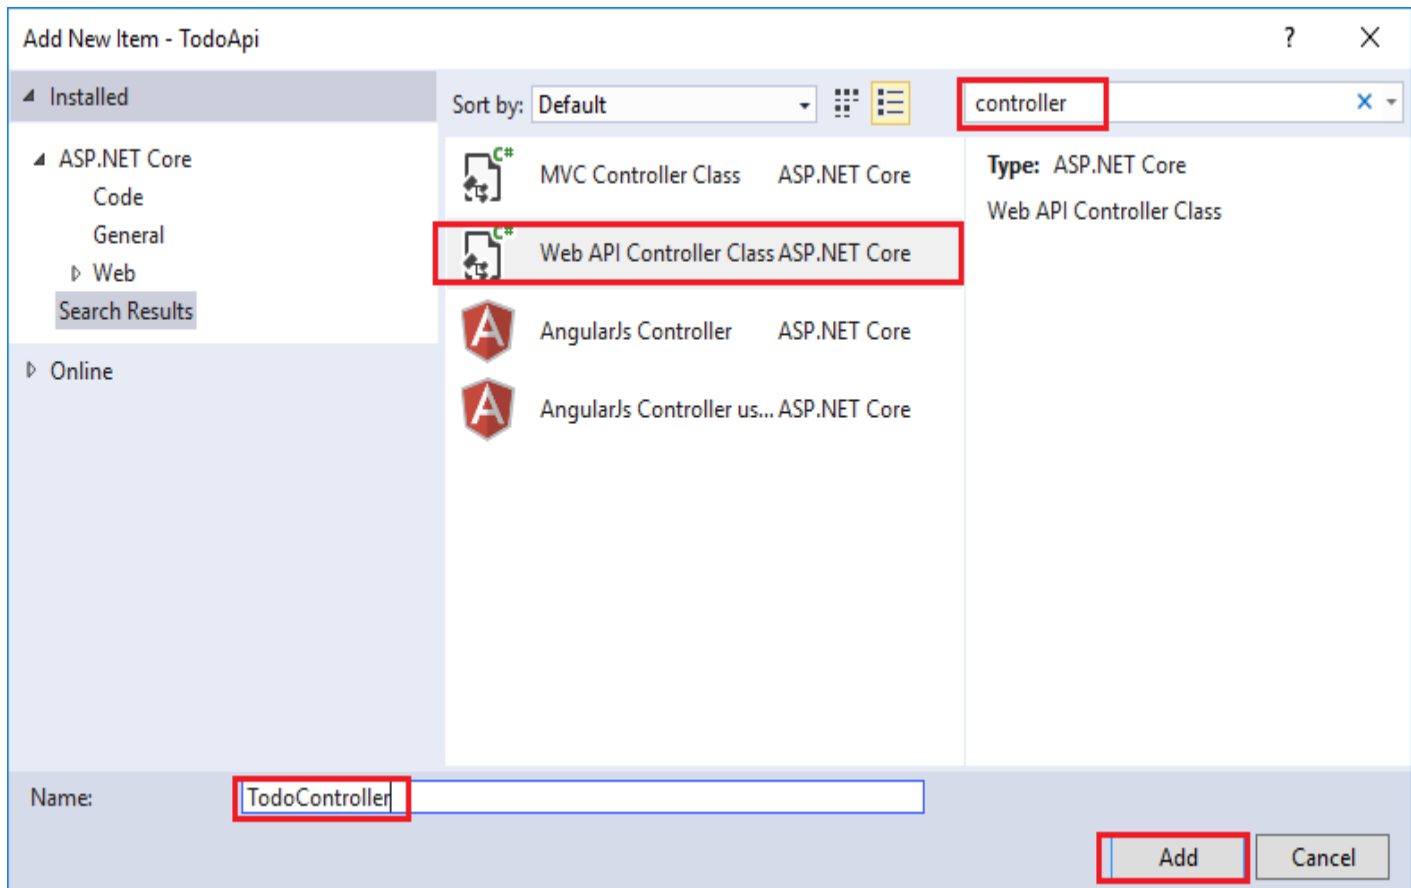 Add New Item - TodoApi
?
Installed
Sort by: Default
controller
ASP.NET Core
Code
General
Web
Search Results
Online
C#
MVC Controller Class ASP.NET Core
C#
Web API Controller Class ASP.NET Core
A
AngularJs Controller ASP.NET Core
A
AngularJs Controller us... ASP.NET Core
Type: ASP.NET Core
Web API Controller Class
Name: TodoController
Add Cancel